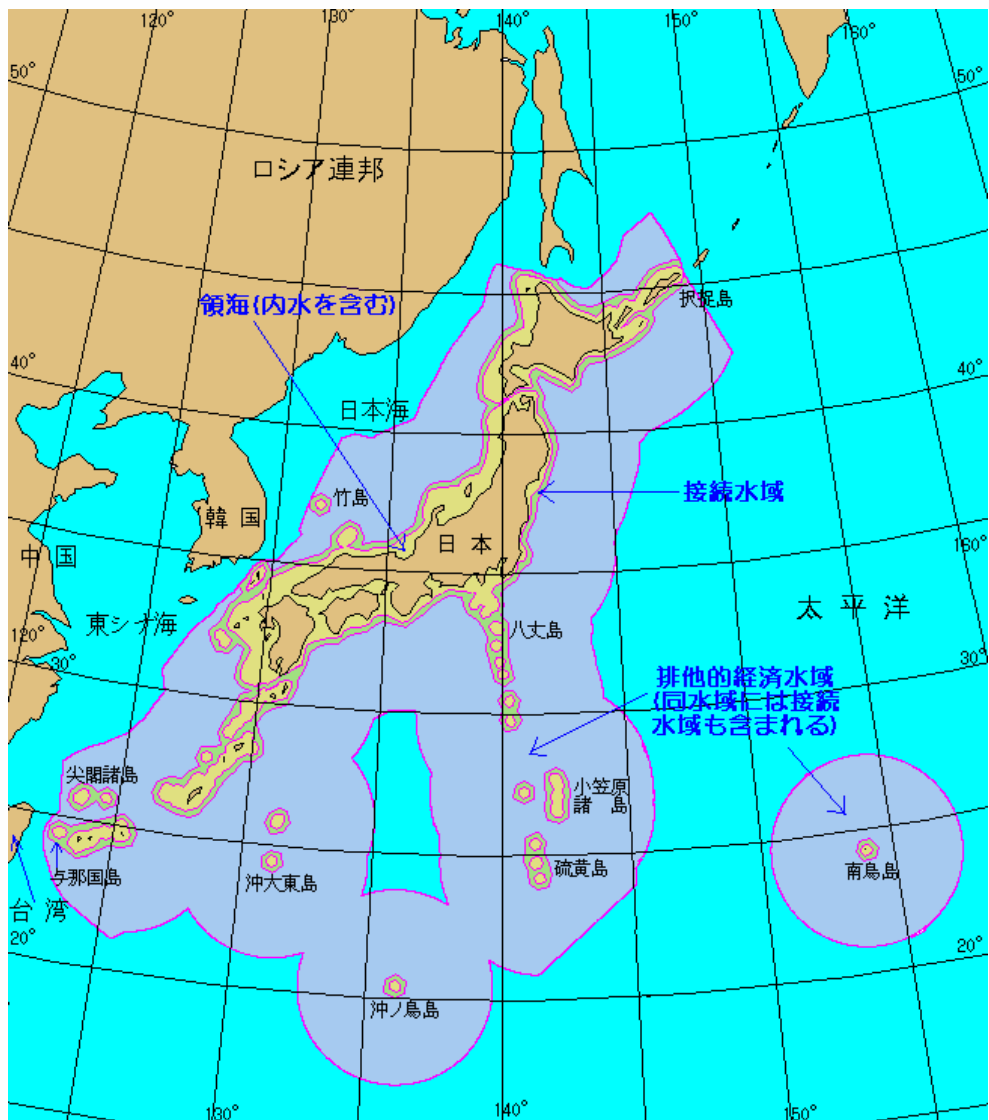 120°
130°
140°
150°
160°
50°
50°
ロシア連邦
択捉島
領海(内水を含む)
40°
40°
日本海
竹島
接続水域
韓国
日本
中国
160°
東シナ海
太平洋
八丈島
120°
30°
30°
排他的経済水域
(同水域には接続
水域も含まれる)
尖閣諸島
小笠原
諸島
与那国島
沖大東島
硫黄島
南鳥島
台湾
20°
20°
沖ノ鳥島
130°
140°
150°